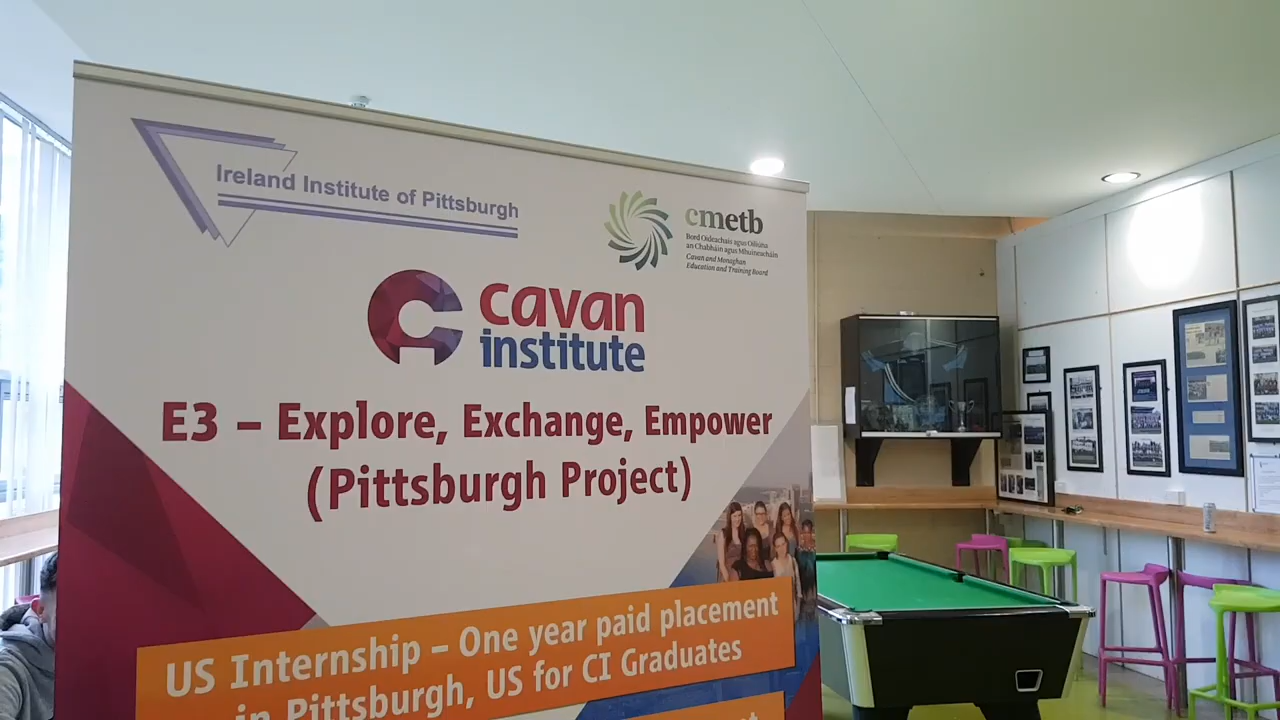 Ireland Institute of Pittsburgh
cmetb
Bord Oideachais agus Oiliúna
an Chabháin agus Mhuineacháin
Cavan and Monaghan
Education and Training Board
cavan
institute
E3 – Explore, Exchange, Empower
(Pittsburgh Project)
US Internship – One year paid placement
in Pittsburgh, US for CI Graduates